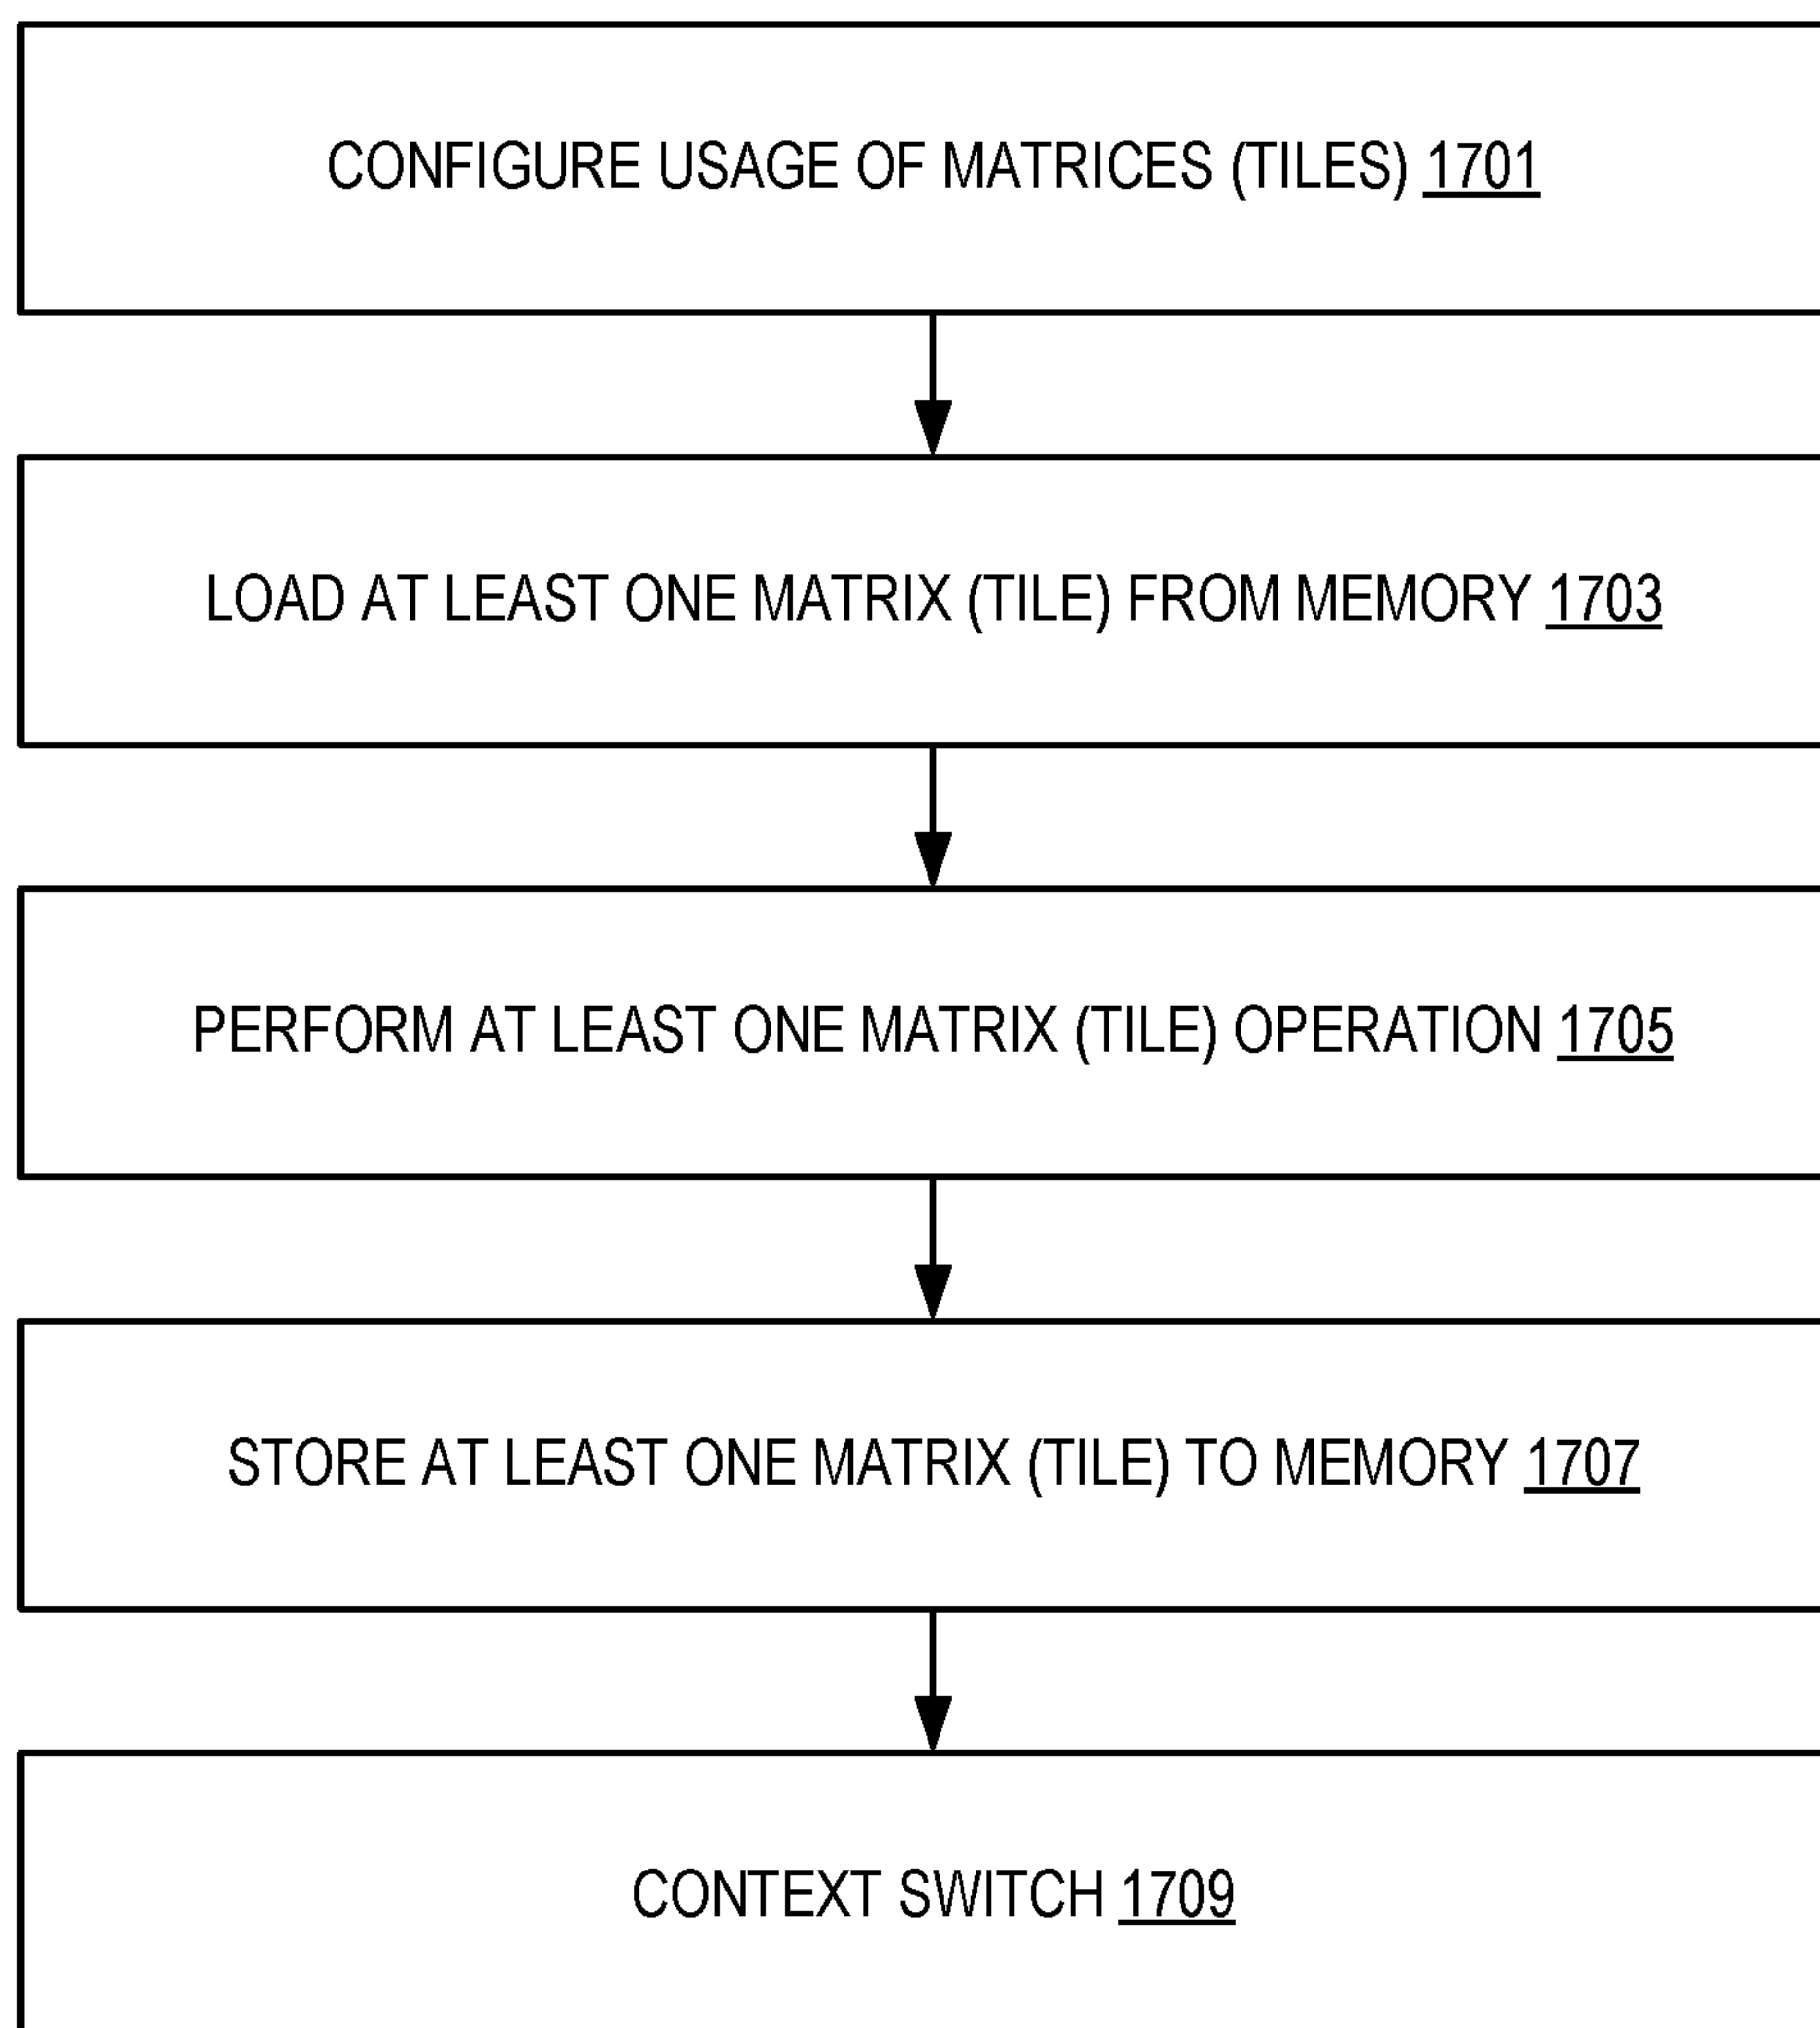 CONFIGURE USAGE OF MATRICES (TILES) 1701
LOAD AT LEAST ONE MATRIX (TILE) FROM MEMORY 1703
PERFORM AT LEAST ONE MATRIX (TILE) OPERATION 1705
STORE AT LEAST ONE MATRIX (TILE) TO MEMORY 1707
CONTEXT SWITCH 1709